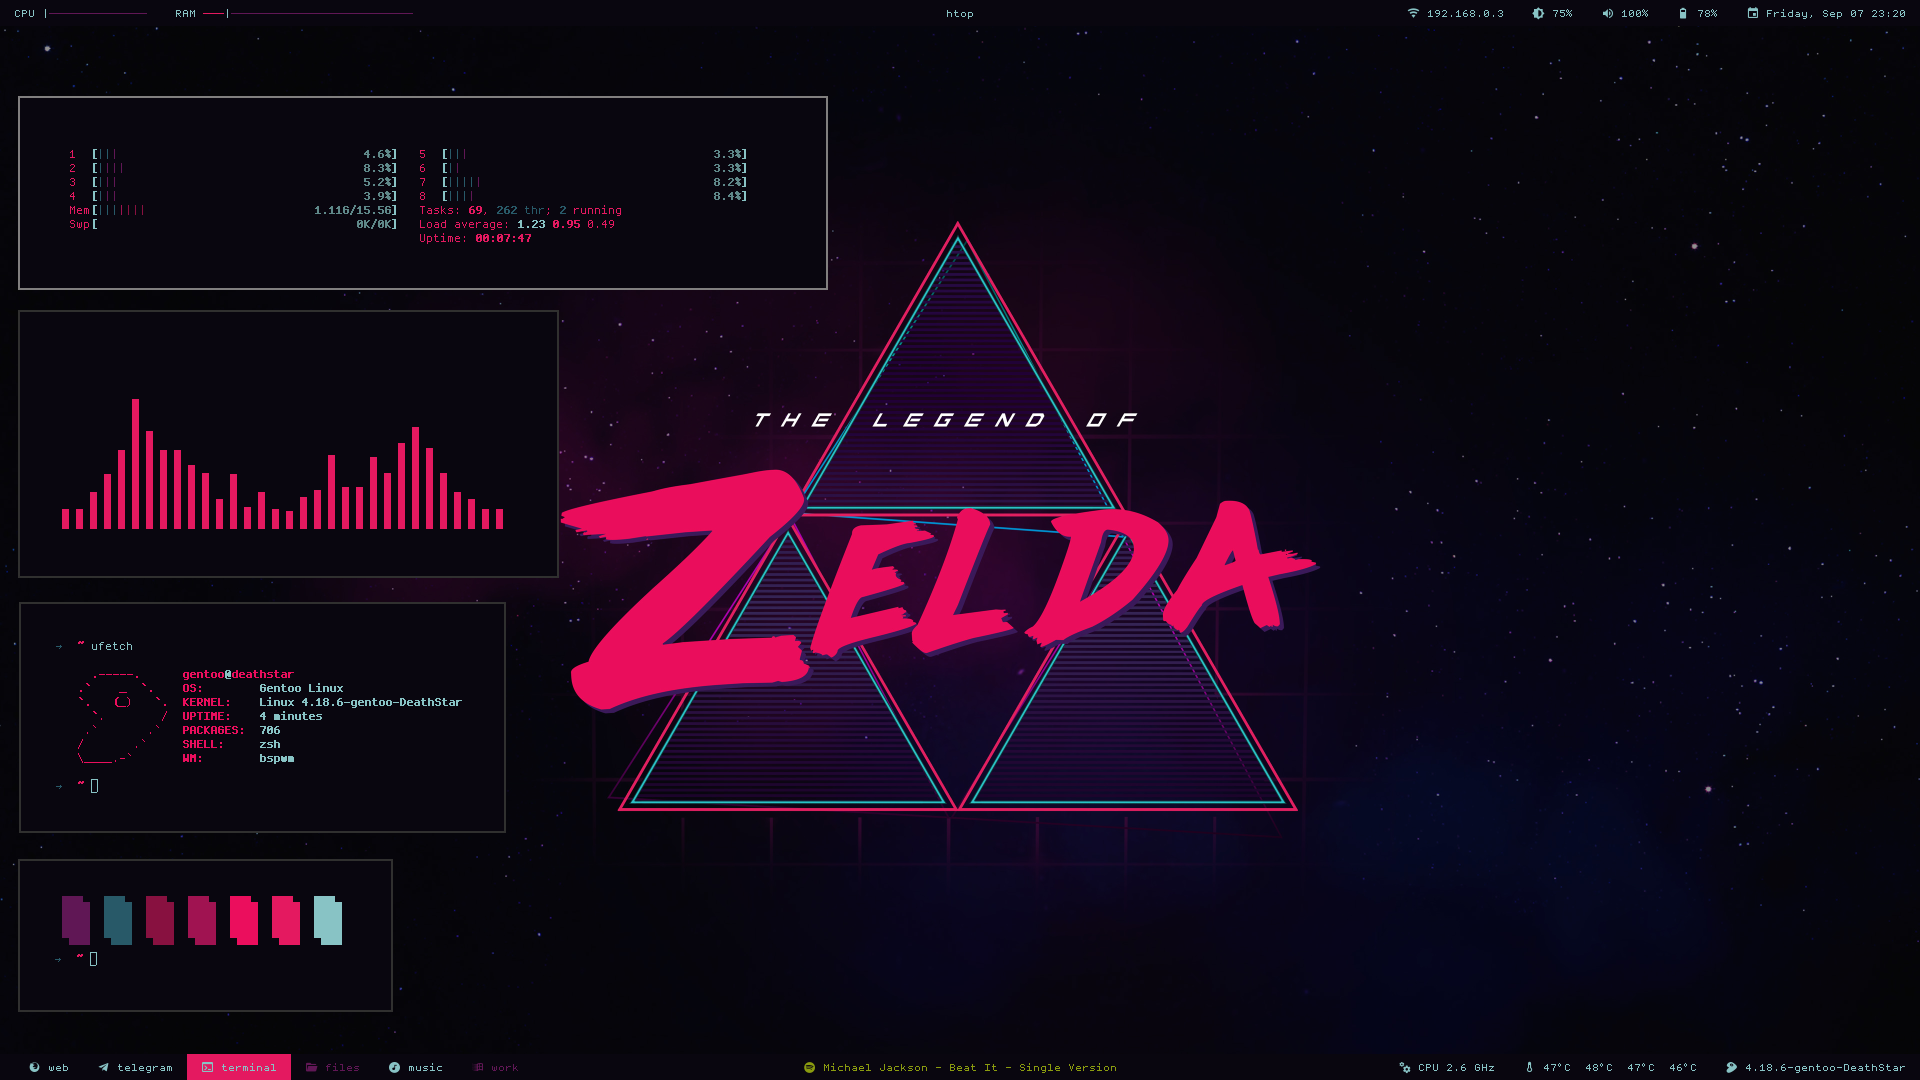 CPU RAM htop 192.168.0.3 75% 100% 78% Friday, Sep 07 23:20
1 [||| 4.6%] 5 [||| 3.3%]
2 [|||| 8.3%] 6 [|| 3.3%]
3 [||| 5.2%] 7 [||||| 8.2%]
4 [||| 3.9%] 8 [|||| 8.4%]
Mem[||||||| 1.11G/15.5G] Tasks: 69, 262 thr; 2 running
Swp[ 0K/0K] Load average: 1.23 0.95 0.49
Uptime: 00:07:47
THE LEGEND OF
ZELDA
→ ~ ufetch
gentoo@deathstar
OS: Gentoo Linux
KERNEL: Linux 4.18.6-gentoo-DeathStar
UPTIME: 4 minutes
PACKAGES: 706
SHELL: zsh
WM: bspwm
→ ~
→ ~
web telegram terminal files music work Michael Jackson - Beat It - Single Version CPU 2.6 GHz 47°C 48°C 47°C 46°C 4.18.6-gentoo-DeathStar